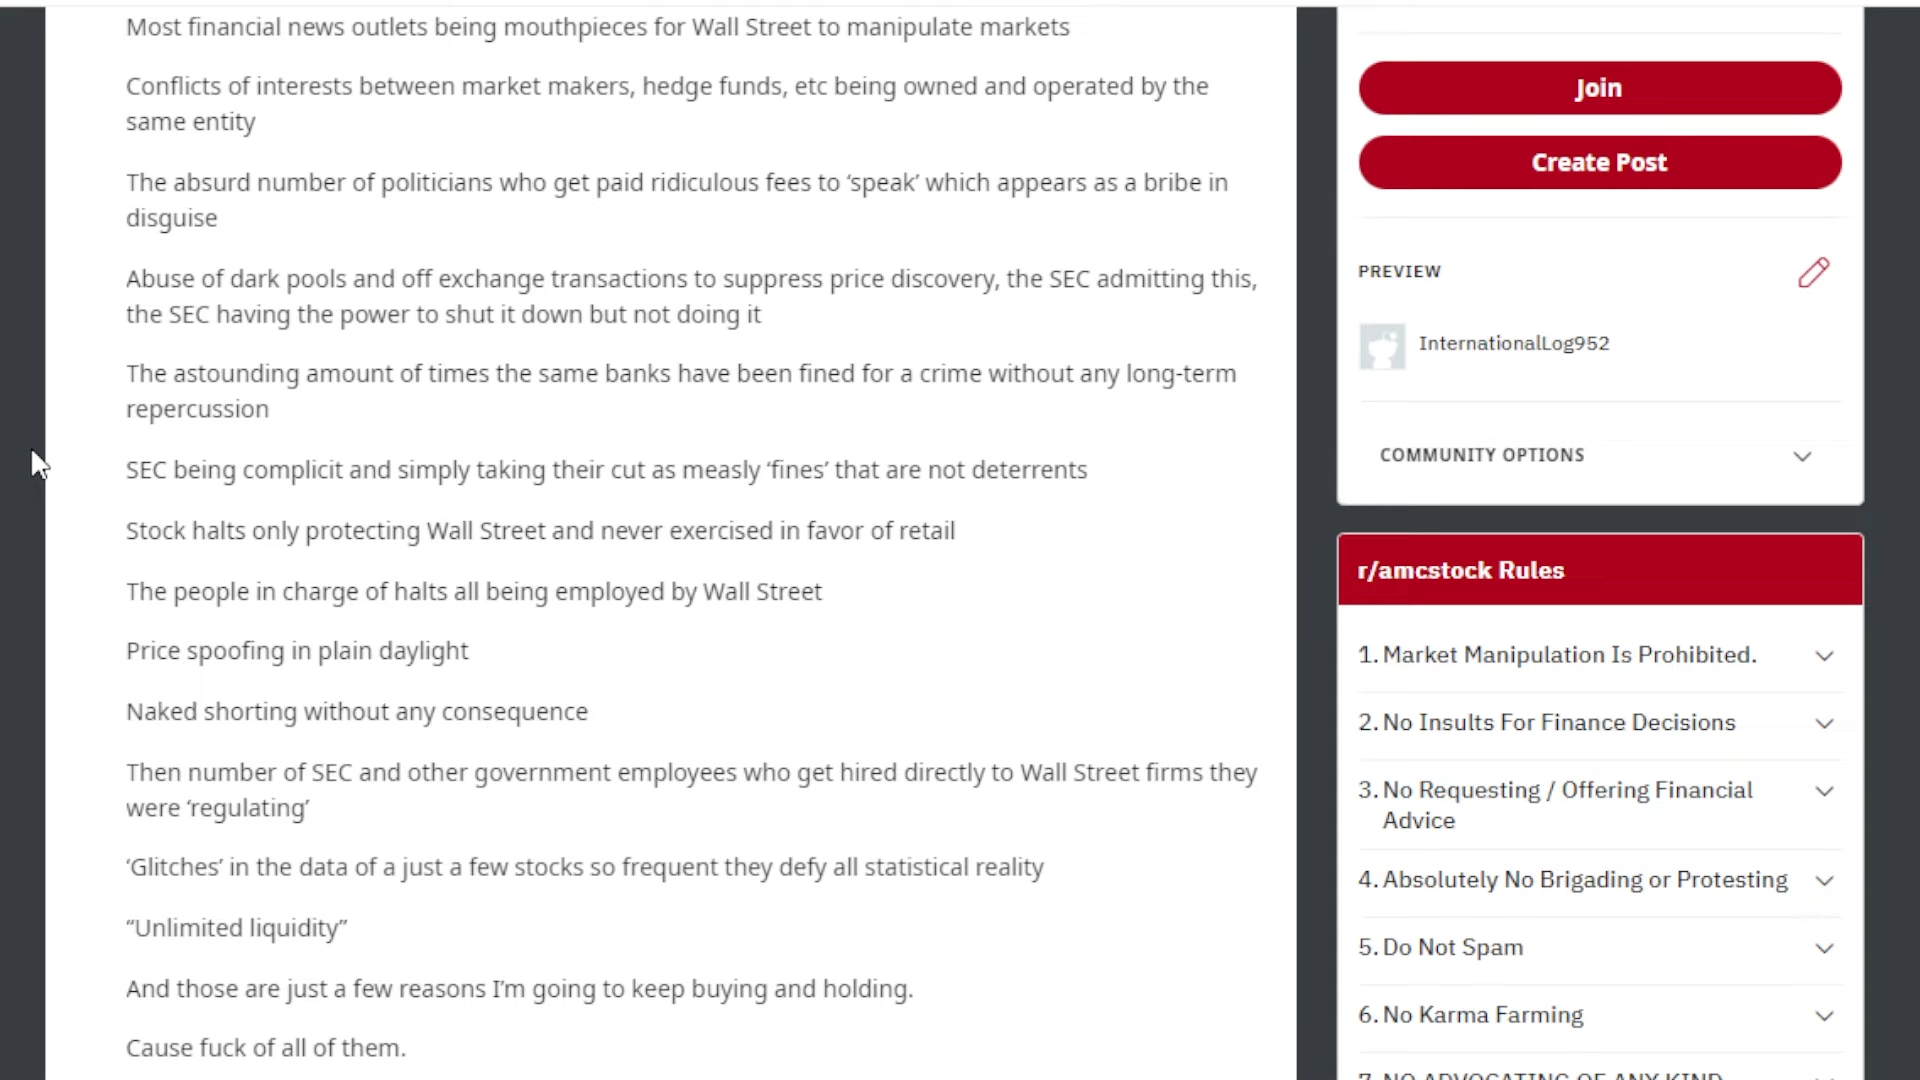 Most financial news outlets being mouthpieces for Wall Street to manipulate markets
Conflicts of interests between market makers, hedge funds, etc being owned and operated by the
same entity
The absurd number of politicians who get paid ridiculous fees to ‘speak’ which appears as a bribe in
disguise
Abuse of dark pools and off exchange transactions to suppress price discovery, the SEC admitting this,
the SEC having the power to shut it down but not doing it
The astounding amount of times the same banks have been fined for a crime without any long-term
repercussion
SEC being complicit and simply taking their cut as measly ‘fines’ that are not deterrents
Stock halts only protecting Wall Street and never exercised in favor of retail
The people in charge of halts all being employed by Wall Street
Price spoofing in plain daylight
Naked shorting without any consequence
Then number of SEC and other government employees who get hired directly to Wall Street firms they
were ‘regulating’
‘Glitches’ in the data of a just a few stocks so frequent they defy all statistical reality
“Unlimited liquidity”
And those are just a few reasons I’m going to keep buying and holding.
Cause fuck of all of them.
Join
Create Post
PREVIEW
InternationalLog952
COMMUNITY OPTIONS
r/amcstock Rules
1. Market Manipulation Is Prohibited.
2. No Insults For Finance Decisions
3. No Requesting / Offering Financial
Advice
4. Absolutely No Brigading or Protesting
5. Do Not Spam
6. No Karma Farming
7. NO ADVOCATING OF ANY KIND